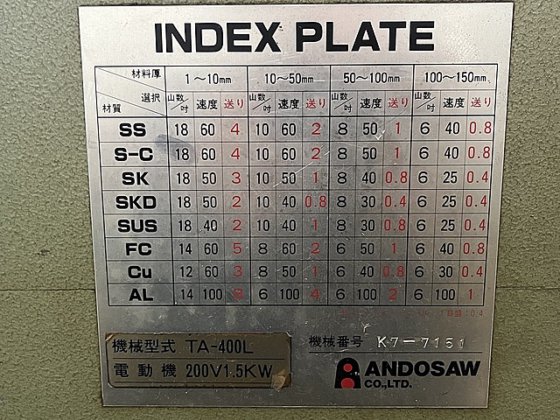 INDEX PLATE
材料厚 1～10mm 10～50mm 50～100mm 100～150mm
材質 選択 山数/吋 速度 送り 山数/吋 速度 送り 山数/吋 速度 送り 山数/吋 速度 送り
SS 18 60 4 10 60 2 8 50 1 6 40 0.8
S-C 18 60 4 10 60 2 8 50 1 6 40 0.8
SK 18 50 3 10 50 1 8 40 0.8 6 25 0.4
SKD 18 50 2 10 40 0.8 8 30 0.4 6 25 0.4
SUS 18 40 2 10 50 1 8 40 0.8 6 30 0.4
FC 14 60 5 8 60 2 6 50 1 6 40 0.8
Cu 12 60 3 8 50 1 6 40 0.8 6 30 0.4
AL 14 100 6 100 4 6 100 2 6 100 1
機械型式 TA-400L
電動機 200V1.5KW
機械番号 K7-7151
ANDOSAW
CO.,LTD.